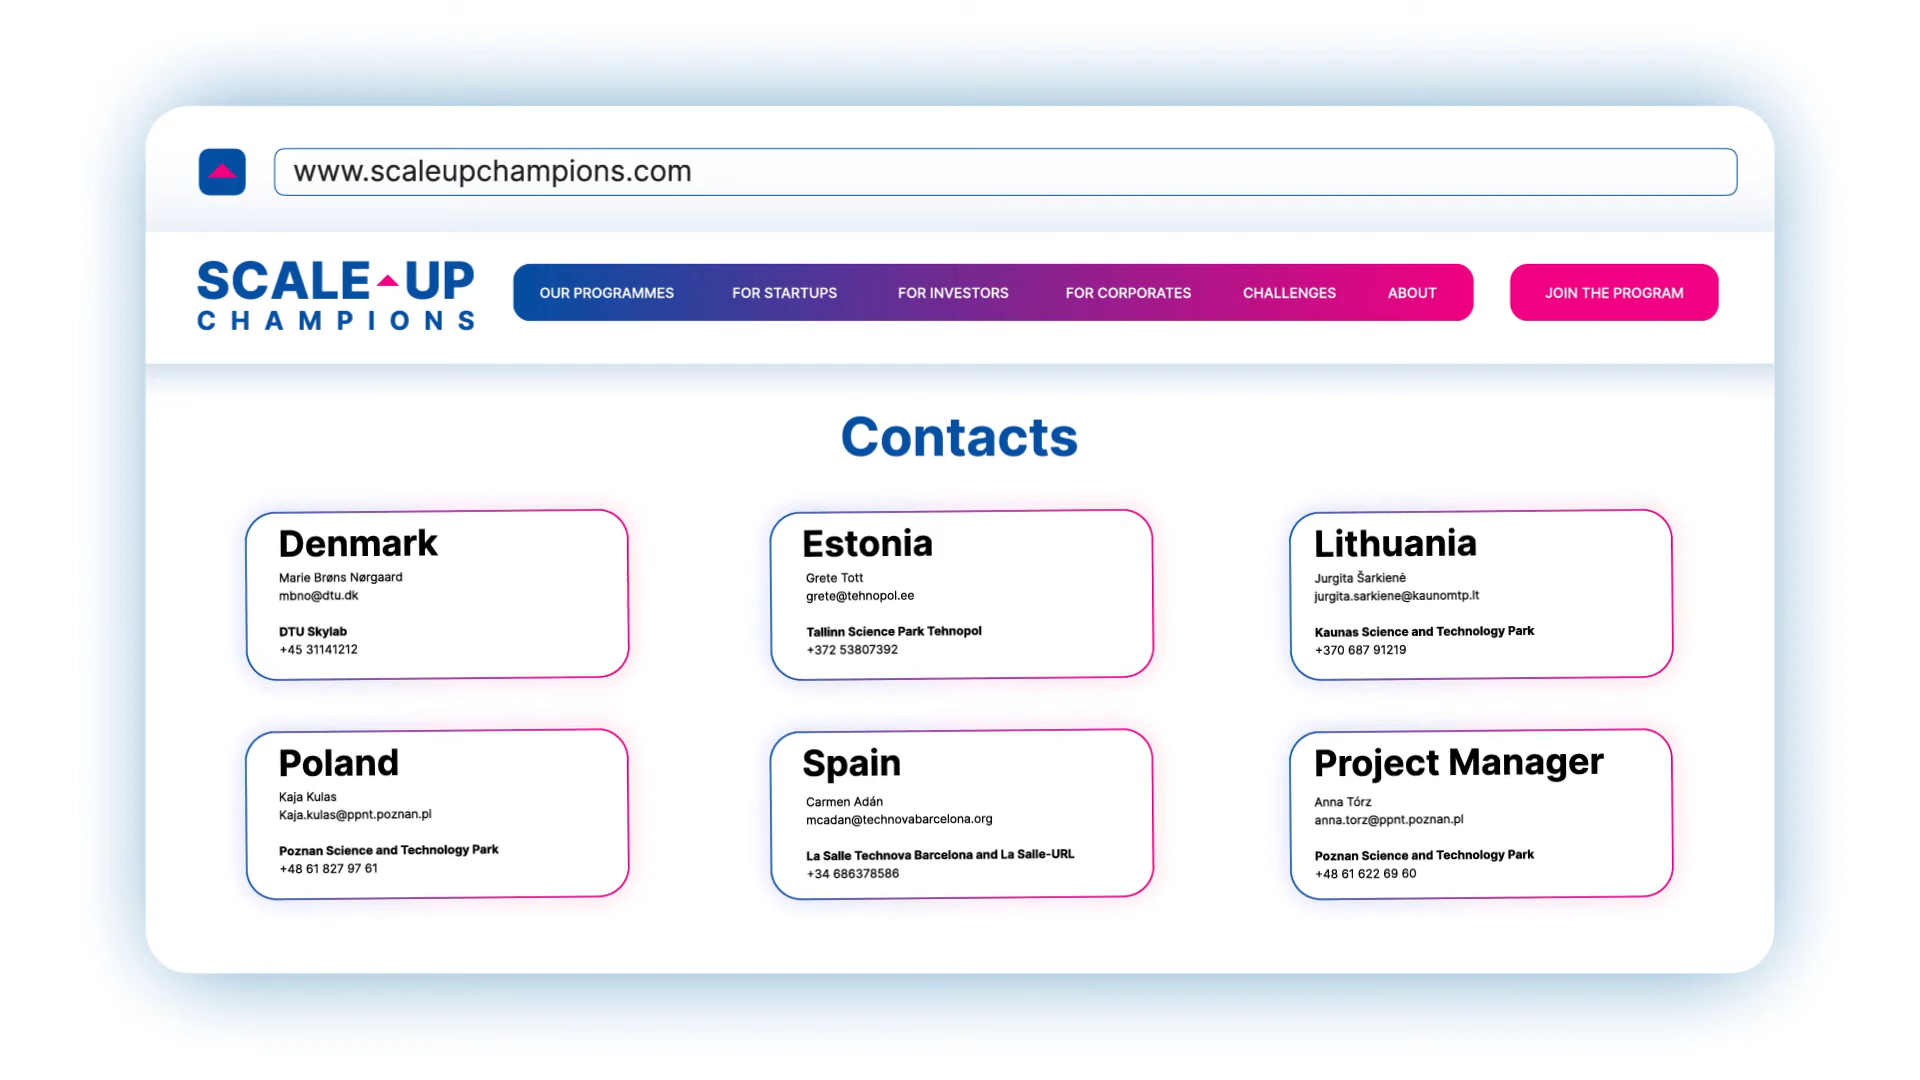 www.scaleupchampions.com
SCALE UP
CHAMPIONS
OUR PROGRAMMES
FOR STARTUPS
FOR INVESTORS
FOR CORPORATES
CHALLENGES
ABOUT
JOIN THE PROGRAM
Contacts
Denmark
Marie Brøns Nørgaard
mbno@dtu.dk
DTU Skylab
+45 31141212
Estonia
Grete Tott
grete@tehnopol.ee
Tallinn Science Park Tehnopol
+372 53807392
Lithuania
Jurgita Šarkienė
jurgita.sarkiene@kaunomtp.lt
Kaunas Science and Technology Park
+370 687 91219
Poland
Kaja Kulas
Kaja.kulas@ppnt.poznan.pl
Poznan Science and Technology Park
+48 61 827 97 61
Spain
Carmen Adán
mcadan@technovabarcelona.org
La Salle Technova Barcelona and La Salle-URL
+34 686378586
Project Manager
Anna Tórz
anna.torz@ppnt.poznan.pl
Poznan Science and Technology Park
+48 61 622 69 60